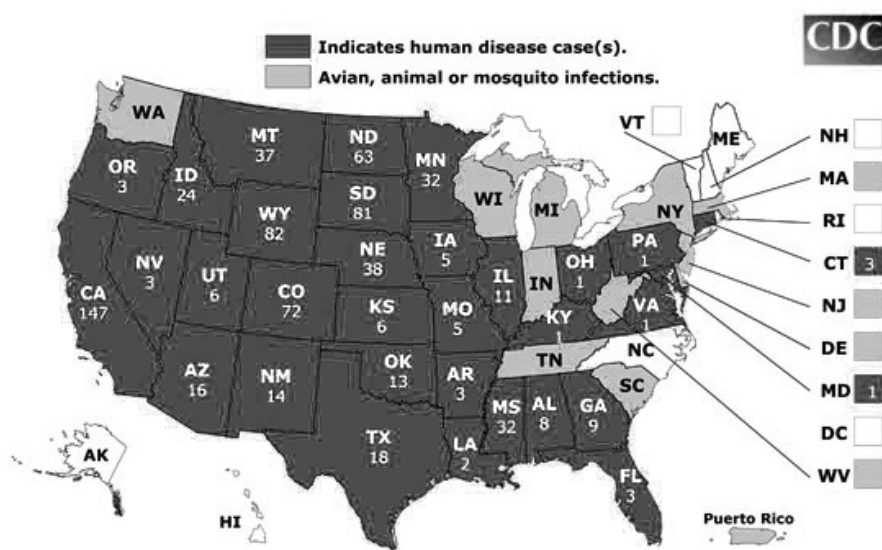 Indicates human disease case(s).
Avian, animal or mosquito infections.
CDC
WA
MT
37
ND
63
MN
32
VT
ME
NH
OR
3
ID
24
SD
81
WI
MI
NY
MA
WY
82
RI
NV
3
UT
6
NE
38
IA
5
IL
11
IN
OH
1
PA
1
CT 3
CA
147
CO
72
KS
6
MO
5
KY
1
VA
1
NJ
AZ
16
NM
14
OK
13
AR
3
TN
NC
DE
SC
MD 1
MS
32
AL
8
GA
9
DC
TX
18
LA
2
WV
AK
FL
3
HI
Puerto Rico